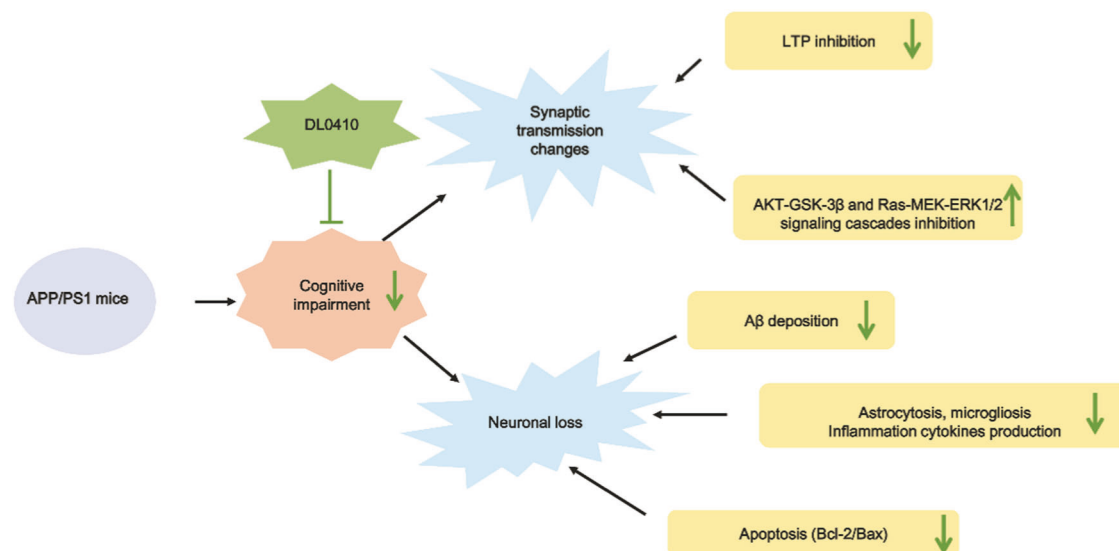 LTP inhibition
DL0410
Synaptic
transmission
changes
AKT-GSK-3β and Ras-MEK-ERK1/2
signaling cascades inhibition
APP/PS1 mice
Cognitive
impairment
Aβ deposition
Astrocytosis, microgliosis
Inflammation cytokines production
Neuronal loss
Apoptosis (Bcl-2/Bax)